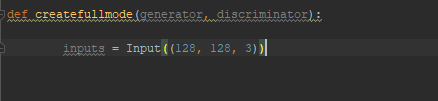 def createfullmode(generator, discriminator):
inputs = Input((128, 128, 3))